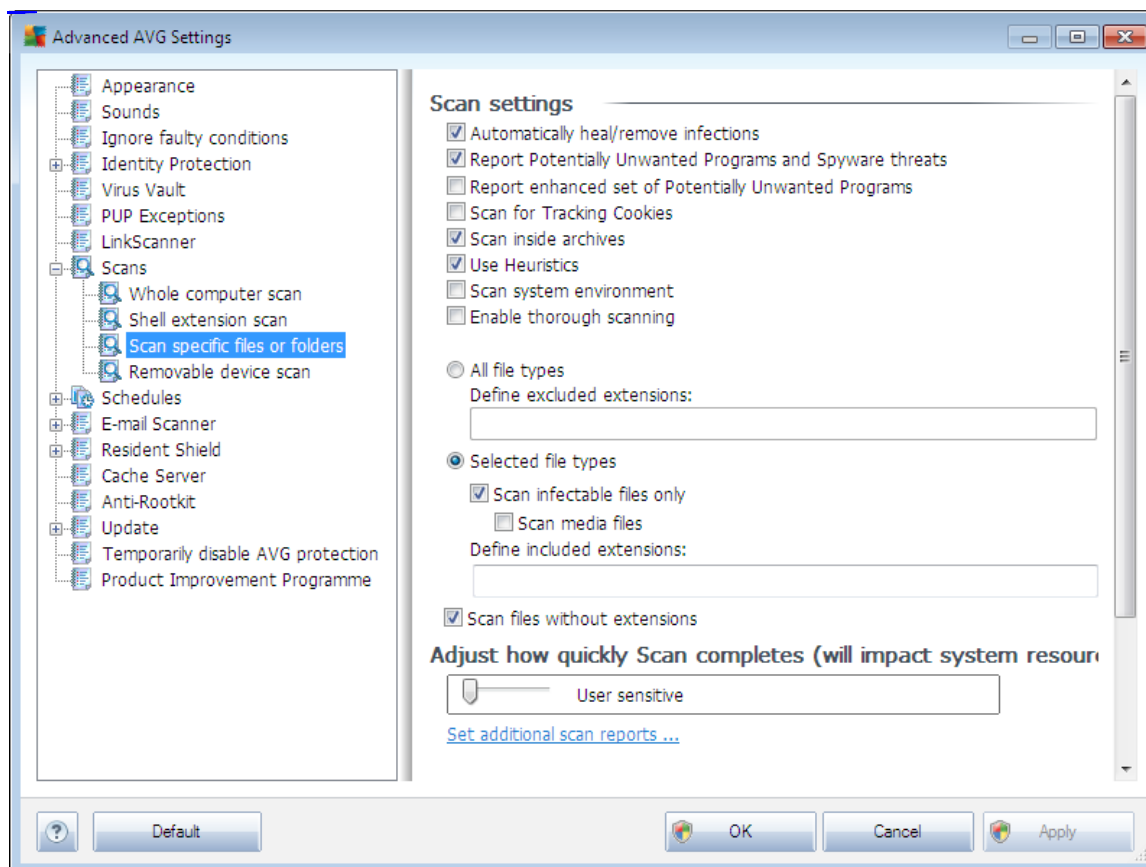 Advanced AVG Settings
Appearance
Sounds
Ignore faulty conditions
Identity Protection
Virus Vault
PUP Exceptions
LinkScanner
Scans
Whole computer scan
Shell extension scan
Scan specific files or folders
Removable device scan
Schedules
E-mail Scanner
Resident Shield
Cache Server
Anti-Rootkit
Update
Temporarily disable AVG protection
Product Improvement Programme
Scan settings
Automatically heal/remove infections
Report Potentially Unwanted Programs and Spyware threats
Report enhanced set of Potentially Unwanted Programs
Scan for Tracking Cookies
Scan inside archives
Use Heuristics
Scan system environment
Enable thorough scanning
All file types
Define excluded extensions:
Selected file types
Scan infectable files only
Scan media files
Define included extensions:
Scan files without extensions
Adjust how quickly Scan completes (will impact system resour
User sensitive
Set additional scan reports ...
?
Default
OK
Cancel
Apply